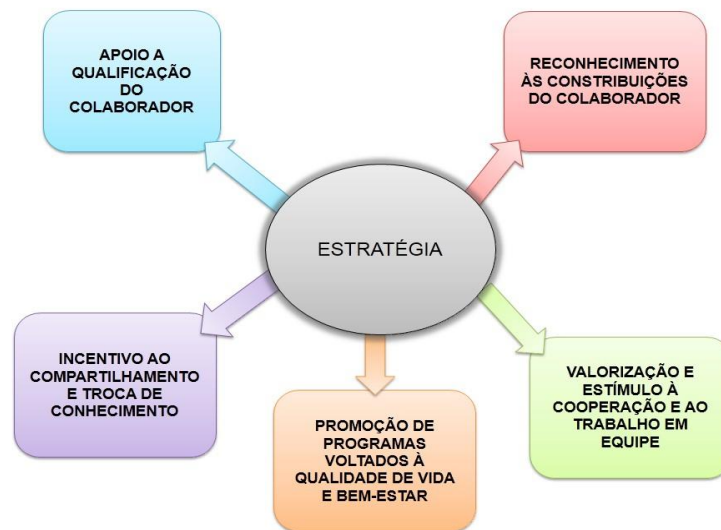 APOIO A
QUALIFICAÇÃO
DO
COLABORADOR
RECONHECIMENTO
ÀS CONSTRIBUIÇÕES
DO COLABORADOR
ESTRATÉGIA
INCENTIVO AO
COMPARTILHAMENTO
E TROCA DE
CONHECIMENTO
PROMOÇÃO DE
PROGRAMAS
VOLTADOS À
QUALIDADE DE VIDA
E BEM-ESTAR
VALORIZAÇÃO E
ESTÍMULO À
COOPERAÇÃO E AO
TRABALHO EM
EQUIPE